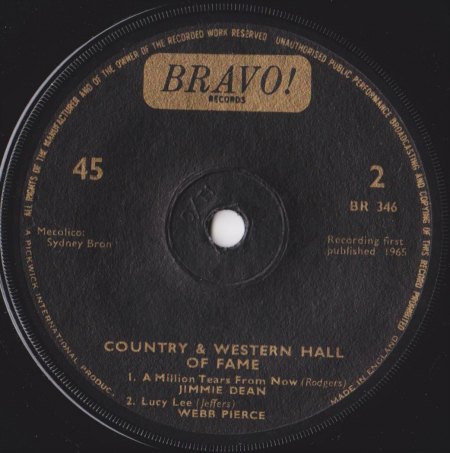 ALL RIGHTS OF THE MANUFACTURER AND OF THE OWNER OF THE RECORDED WORK RESERVED UNAUTHORISED PUBLIC PERFORMANCE BROADCASTING AND COPYING OF THIS RECORD PROHIBITED
BRAVO!
RECORDS
45
2
BR 346
Mecolico:
Sydney Bron
Recording first
published 1965
COUNTRY & WESTERN HALL
OF FAME
1. A Million Tears From Now (Rodgers)
JIMMIE DEAN
2. Lucy Lee (Jeffers)
WEBB PIERCE
A PICKWICK INTERNATIONAL PRODUCT
MADE IN ENGLAND